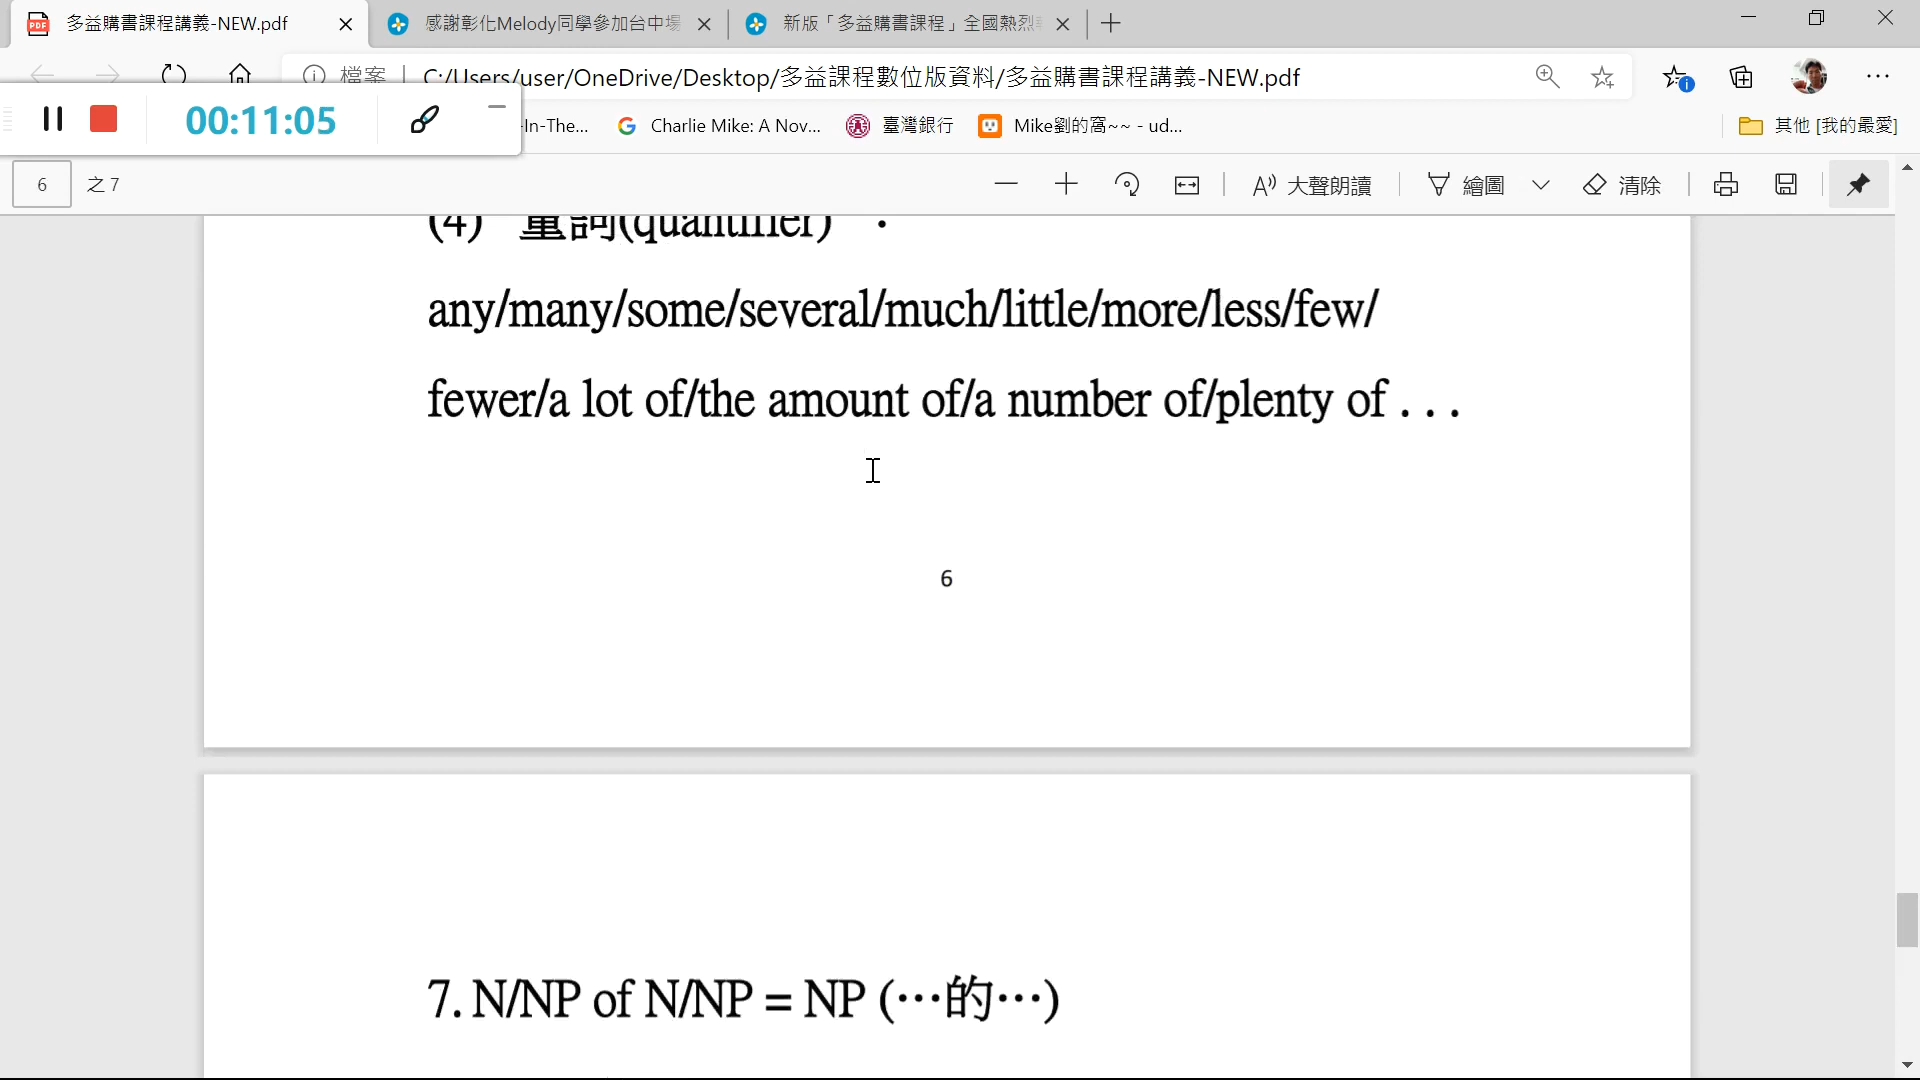 多益購書課程講義-NEW.pdf
感謝彰化Melody同學參加台中場
新版「多益購書課程」全國熱烈
檔案
C:/Users/user/OneDrive/Desktop/多益課程數位版資料/多益購書課程講義-NEW.pdf
00:11:05
-In-The...
Charlie Mike: A Nov...
臺灣銀行
Mike劉的窩~~ - ud...
其他 [我的最愛]
6 之 7
大聲朗讀
繪圖
清除
(4) 量詞(quantifier) :
any/many/some/several/much/little/more/less/few/
fewer/a lot of/the amount of/a number of/plenty of . . .
6
7. N/NP of N/NP = NP (⋯的⋯)